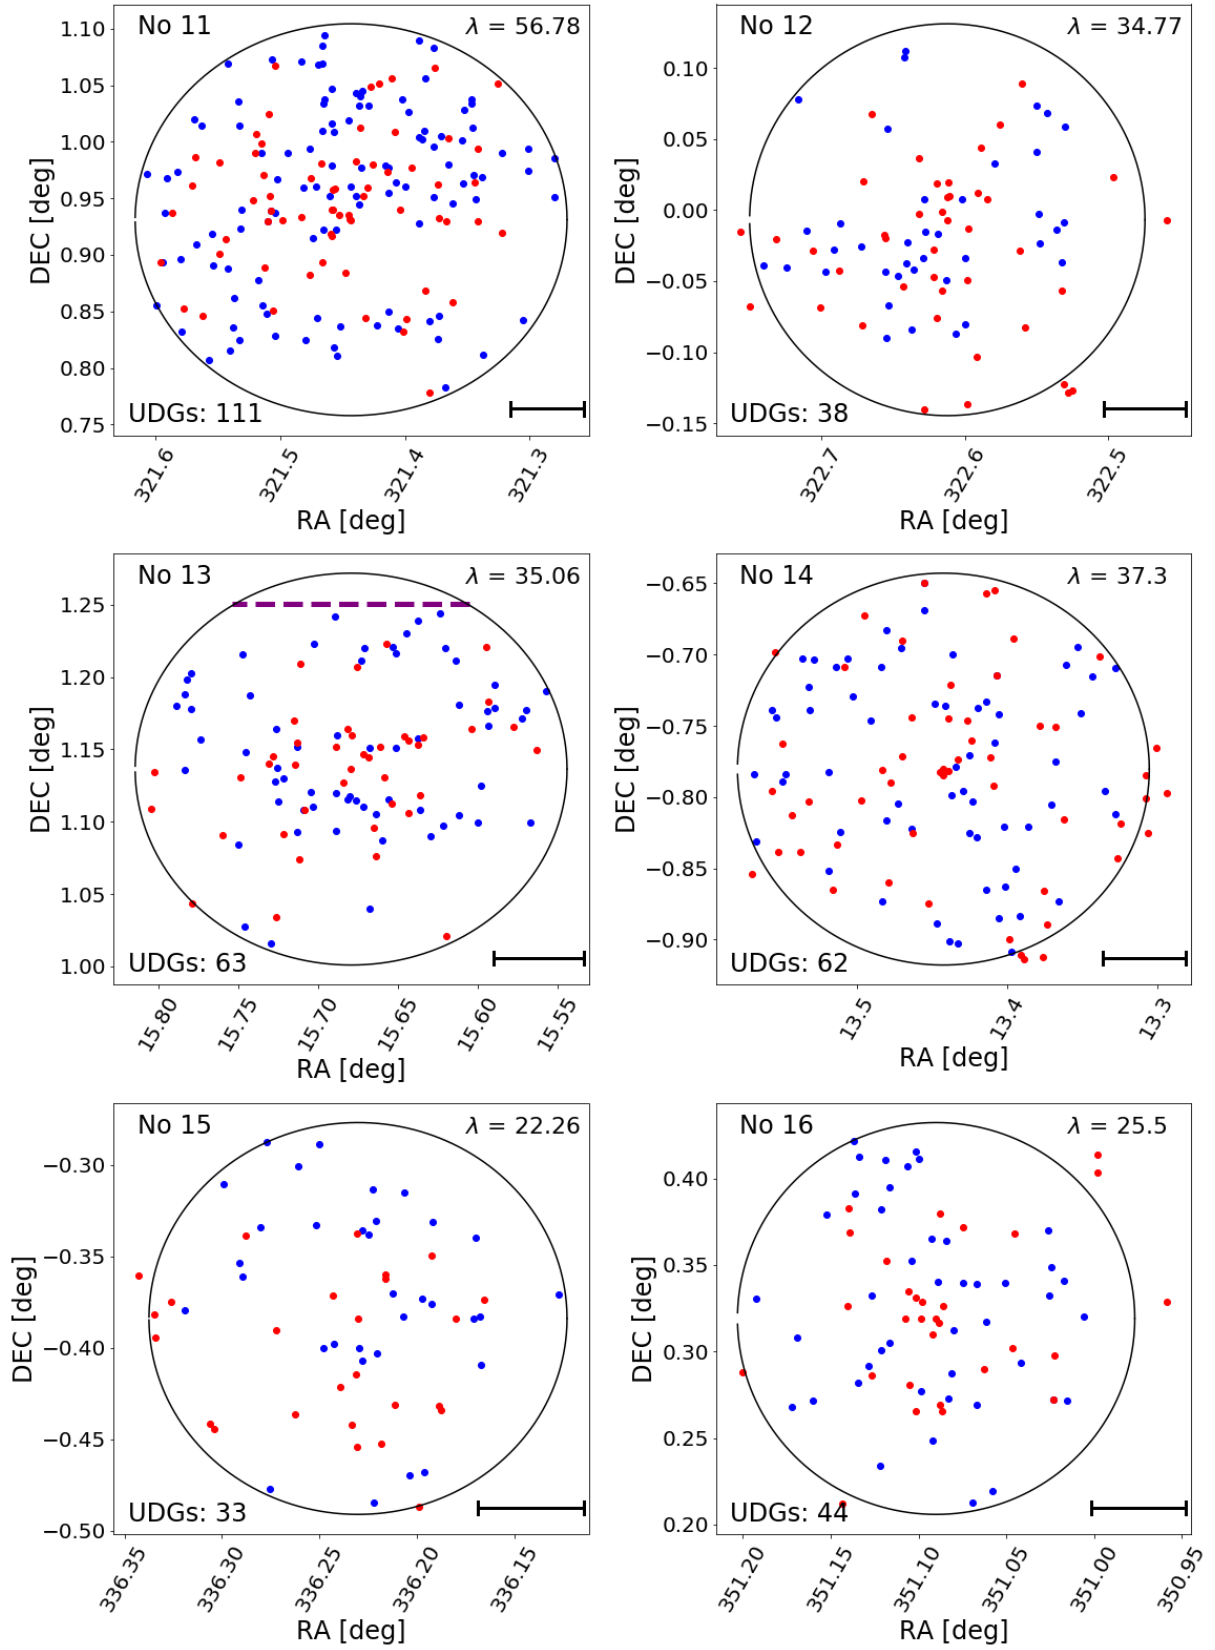 No 11
λ = 56.78
1.10
1.05
1.00
0.95
0.90
0.85
0.80
0.75
DEC [deg]
UDGs: 111
321.6
321.5
321.4
321.3
RA [deg]
No 12
λ = 34.77
0.10
0.05
0.00
−0.05
−0.10
−0.15
DEC [deg]
UDGs: 38
322.7
322.6
322.5
RA [deg]
No 13
λ = 35.06
1.25
1.20
1.15
1.10
1.05
1.00
DEC [deg]
UDGs: 63
15.80
15.75
15.70
15.65
15.60
15.55
RA [deg]
No 14
λ = 37.3
−0.65
−0.70
−0.75
−0.80
−0.85
−0.90
DEC [deg]
UDGs: 62
13.5
13.4
13.3
RA [deg]
No 15
λ = 22.26
−0.30
−0.35
−0.40
−0.45
−0.50
DEC [deg]
UDGs: 33
336.35
336.30
336.25
336.20
336.15
RA [deg]
No 16
λ = 25.5
0.40
0.35
0.30
0.25
0.20
DEC [deg]
UDGs: 44
351.20
351.15
351.10
351.05
351.00
350.95
RA [deg]